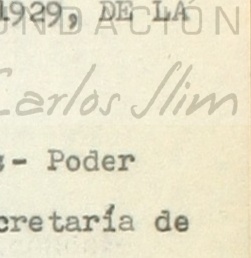 1929, DE LA
FUNDACIÓN
Carlos Slim
- Poder
cretaría de